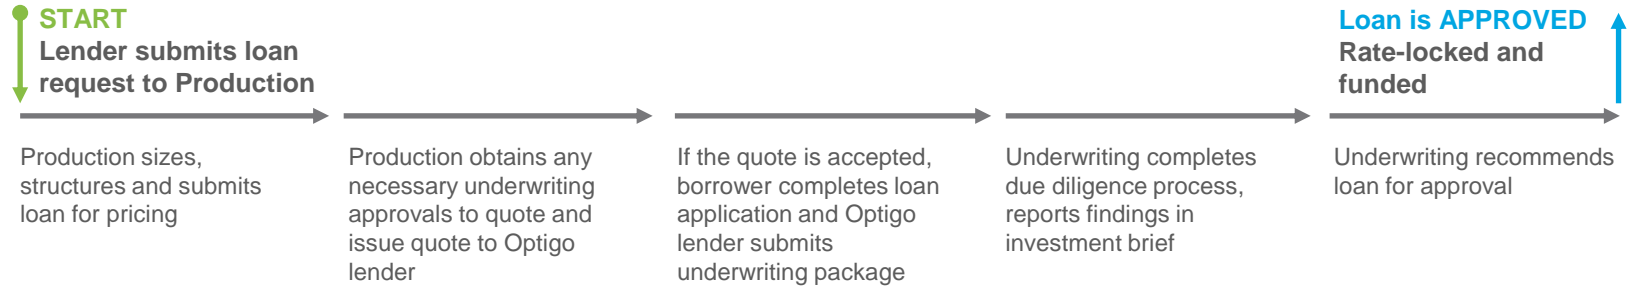 START
Lender submits loan
request to Production
Loan is APPROVED
Rate-locked and
funded
Production sizes,
structures and submits
loan for pricing
Production obtains any
necessary underwriting
approvals to quote and
issue quote to Optigo
lender
If the quote is accepted,
borrower completes loan
application and Optigo
lender submits
underwriting package
Underwriting completes
due diligence process,
reports findings in
investment brief
Underwriting recommends
loan for approval